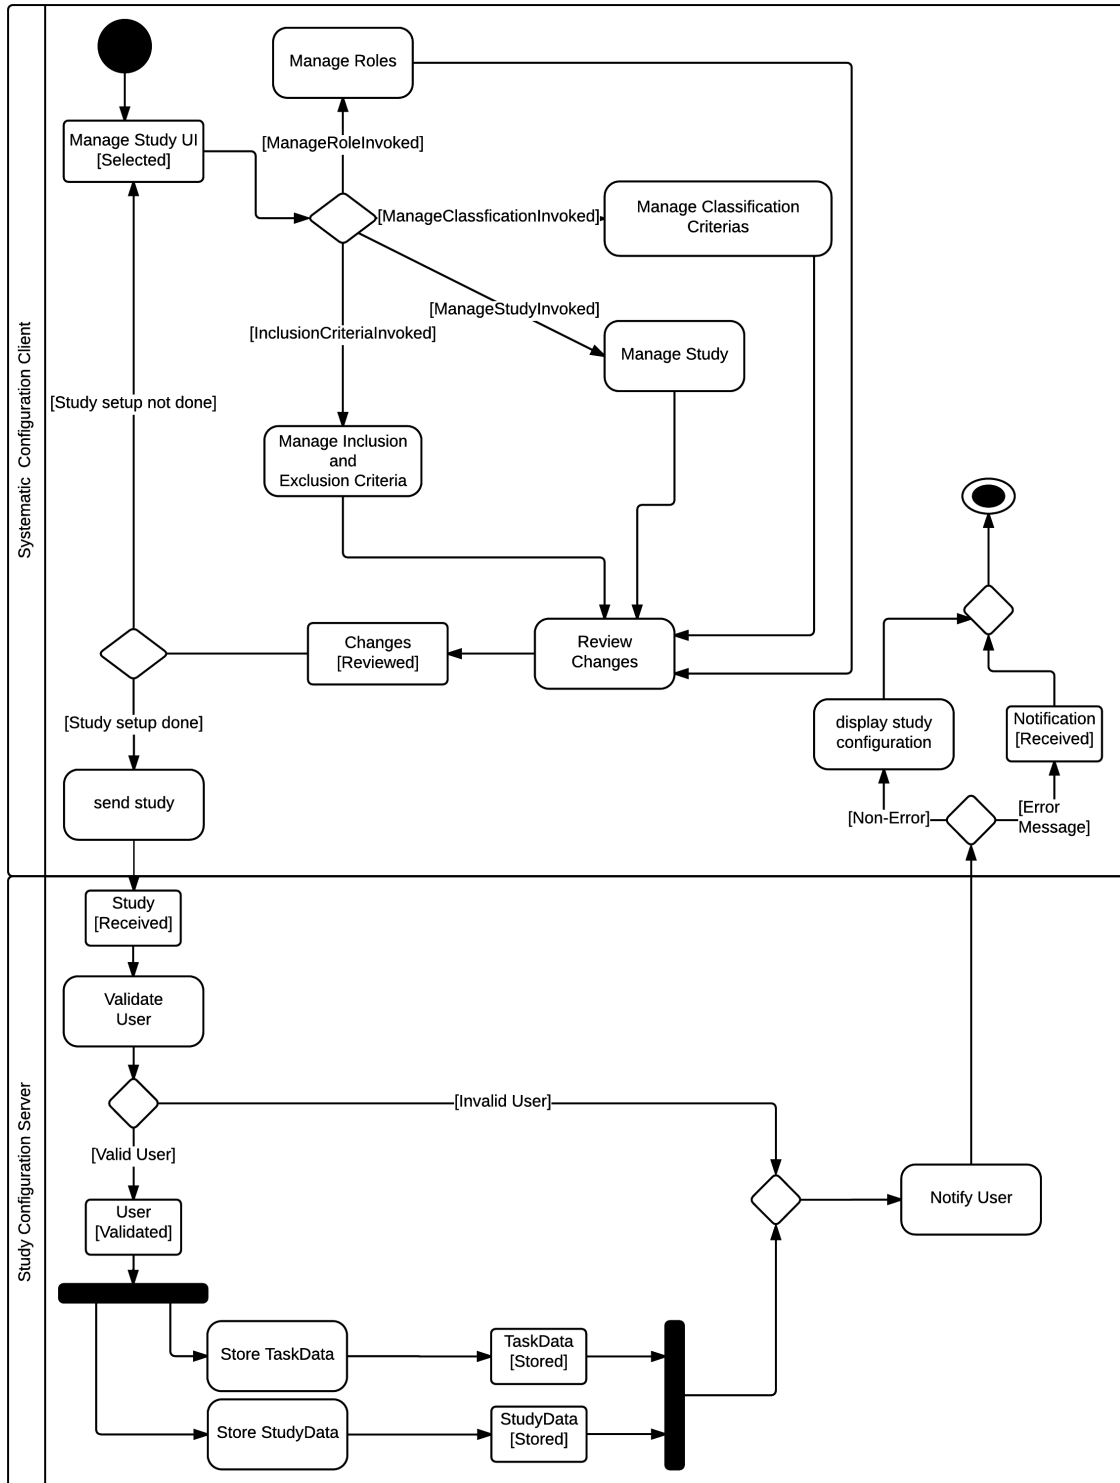 Systematic  Configuration Client
Manage Roles
Manage Study UI
[Selected]
[ManageRoleInvoked]
[ManageClassficationInvoked]
Manage Classification
Criterias
[ManageStudyInvoked]
[InclusionCriteriaInvoked]
Manage Study
[Study setup not done]
Manage Inclusion
and
Exclusion Criteria
Review
Changes
Changes
[Reviewed]
[Study setup done]
send study
display study
configuration
Notification
[Received]
[Non-Error]
[Error
Message]
Study Configuration Server
Study
[Received]
Validate
User
[Invalid User]
[Valid User]
User
[Validated]
Notify User
Store TaskData
TaskData
[Stored]
Store StudyData
StudyData
[Stored]